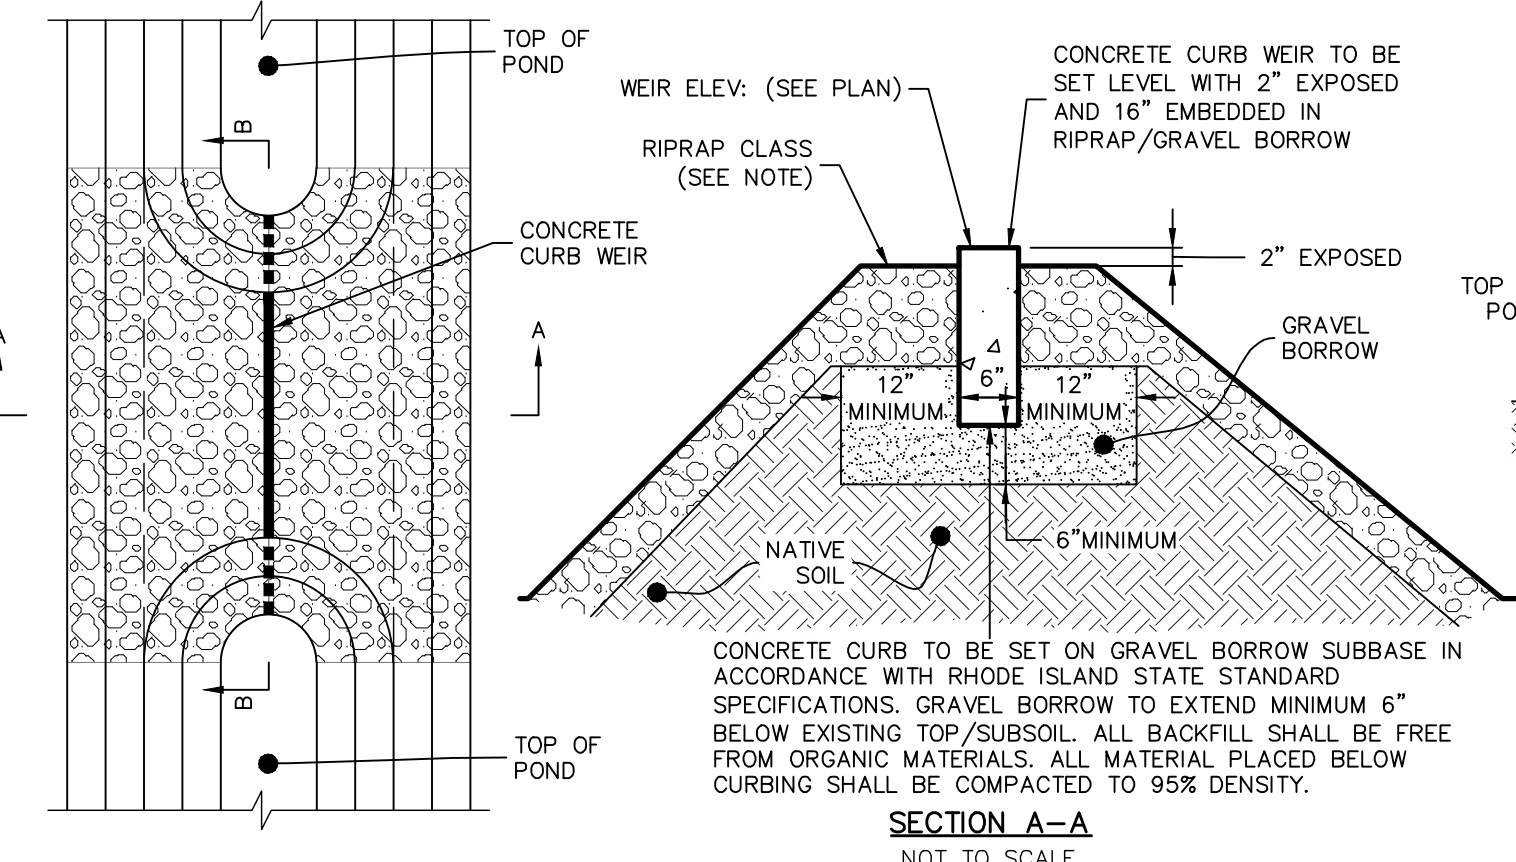 TOP OF
POND
B
CONCRETE
CURB WEIR
A
A
B
TOP OF
POND
WEIR ELEV: (SEE PLAN)
RIPRAP CLASS
(SEE NOTE)
CONCRETE CURB WEIR TO BE
SET LEVEL WITH 2” EXPOSED
AND 16” EMBEDDED IN
RIPRAP/GRAVEL BORROW
2” EXPOSED
GRAVEL
BORROW
12”
MINIMUM
6”
12”
MINIMUM
6”MINIMUM
NATIVE
SOIL
CONCRETE CURB TO BE SET ON GRAVEL BORROW SUBBASE IN
ACCORDANCE WITH RHODE ISLAND STATE STANDARD
SPECIFICATIONS. GRAVEL BORROW TO EXTEND MINIMUM 6”
BELOW EXISTING TOP/SUBSOIL. ALL BACKFILL SHALL BE FREE
FROM ORGANIC MATERIALS. ALL MATERIAL PLACED BELOW
CURBING SHALL BE COMPACTED TO 95% DENSITY.
SECTION A-A
NOT TO SCALE
TOP
PO